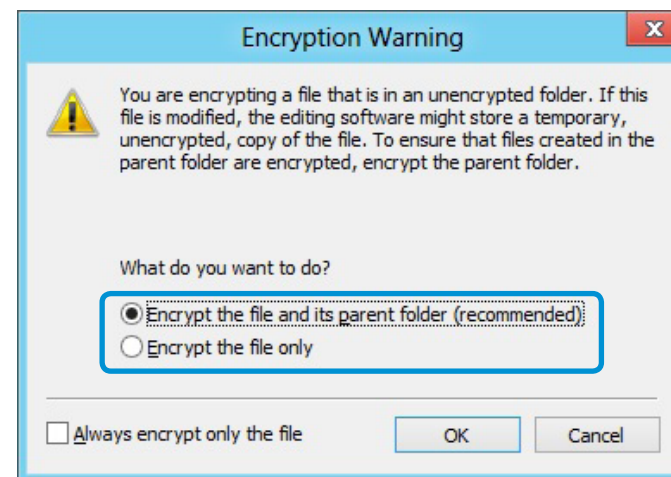 Encryption Warning
You are encrypting a file that is in an unencrypted folder. If this
file is modified, the editing software might store a temporary,
unencrypted, copy of the file. To ensure that files created in the
parent folder are encrypted, encrypt the parent folder.
What do you want to do?
Encrypt the file and its parent folder (recommended)
Encrypt the file only
Always encrypt only the file
OK
Cancel